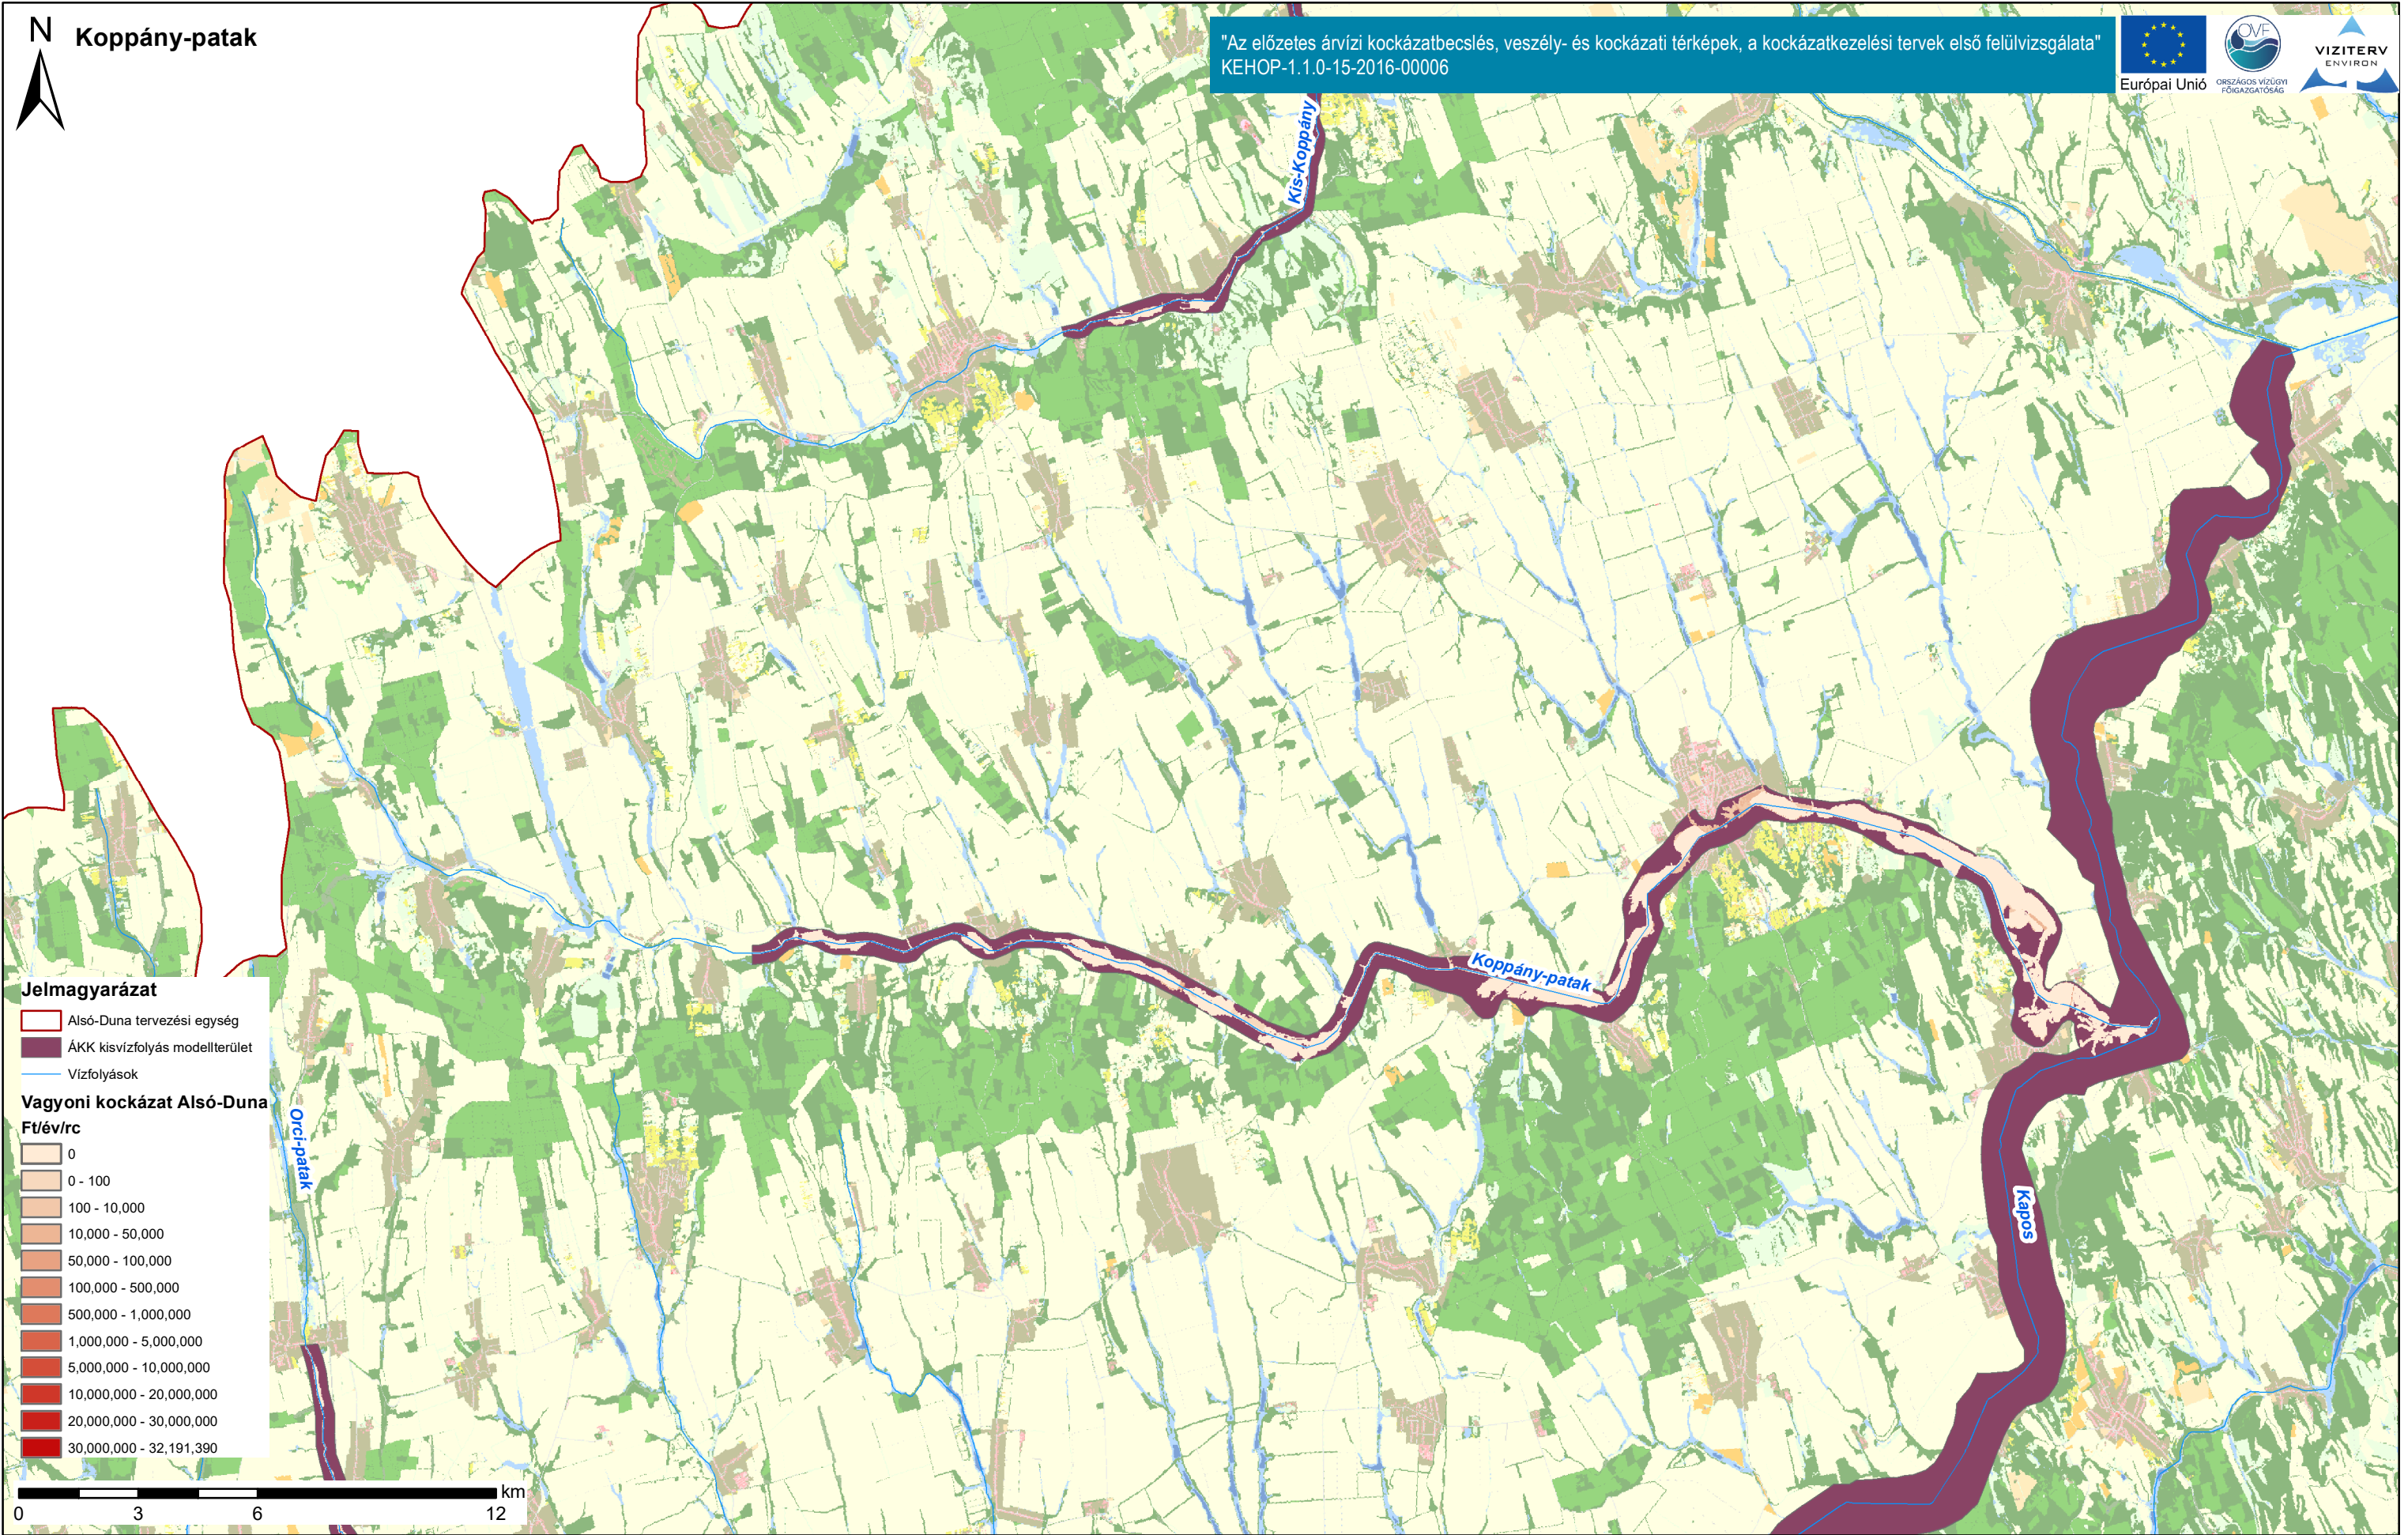 N
Koppány-patak
"Az előzetes árvízi kockázatbecslés, veszély- és kockázati térképek, a kockázatkezelési tervek első felülvizsgálata"
KEHOP-1.1.0-15-2016-00006
Európai Unió
OVF
ORSZÁGOS VÍZÜGYI
FŐIGAZGATÓSÁG
VIZITERV
ENVIRON
Kis-Koppány
Koppány-patak
Orci-patak
Kapos
Jelmagyarázat
Alsó-Duna tervezési egység
ÁKK kisvízfolyás modellterület
Vízfolyások
Vagyoni kockázat Alsó-Duna
Ft/év/rc
0
0 - 100
100 - 10,000
10,000 - 50,000
50,000 - 100,000
100,000 - 500,000
500,000 - 1,000,000
1,000,000 - 5,000,000
5,000,000 - 10,000,000
10,000,000 - 20,000,000
20,000,000 - 30,000,000
30,000,000 - 32,191,390
km
0 3 6 12